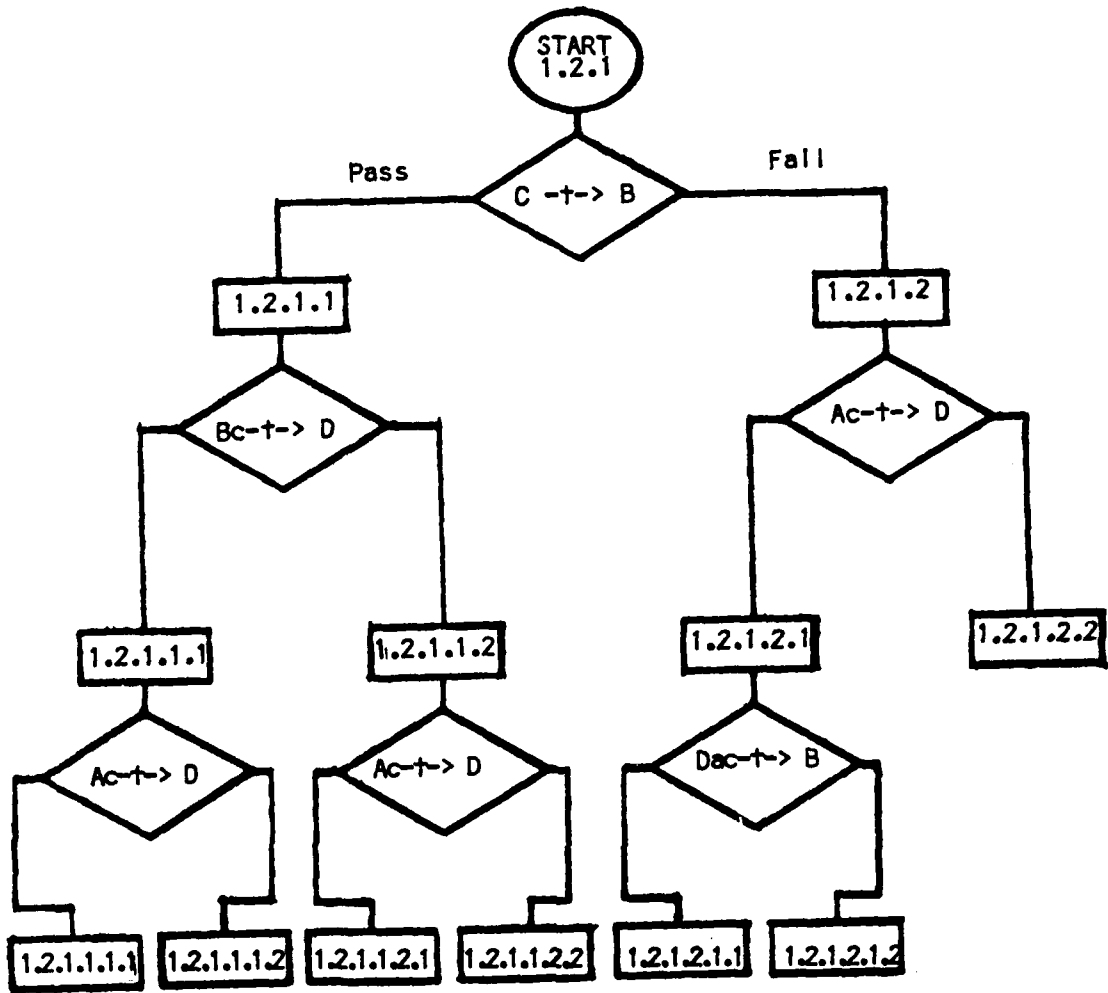 START
1.2.1
Pass
Fail
C -t-> B
1.2.1.1
1.2.1.2
Bc-t-> D
Ac-t-> D
1.2.1.1.1
1.2.1.1.2
1.2.1.2.1
1.2.1.2.2
Ac-t-> D
Ac-t-> D
Dac-t-> B
1.2.1.1.1.1
1.2.1.1.1.2
1.2.1.1.2.1
1.2.1.1.2.2
1.2.1.2.1.1
1.2.1.2.1.2